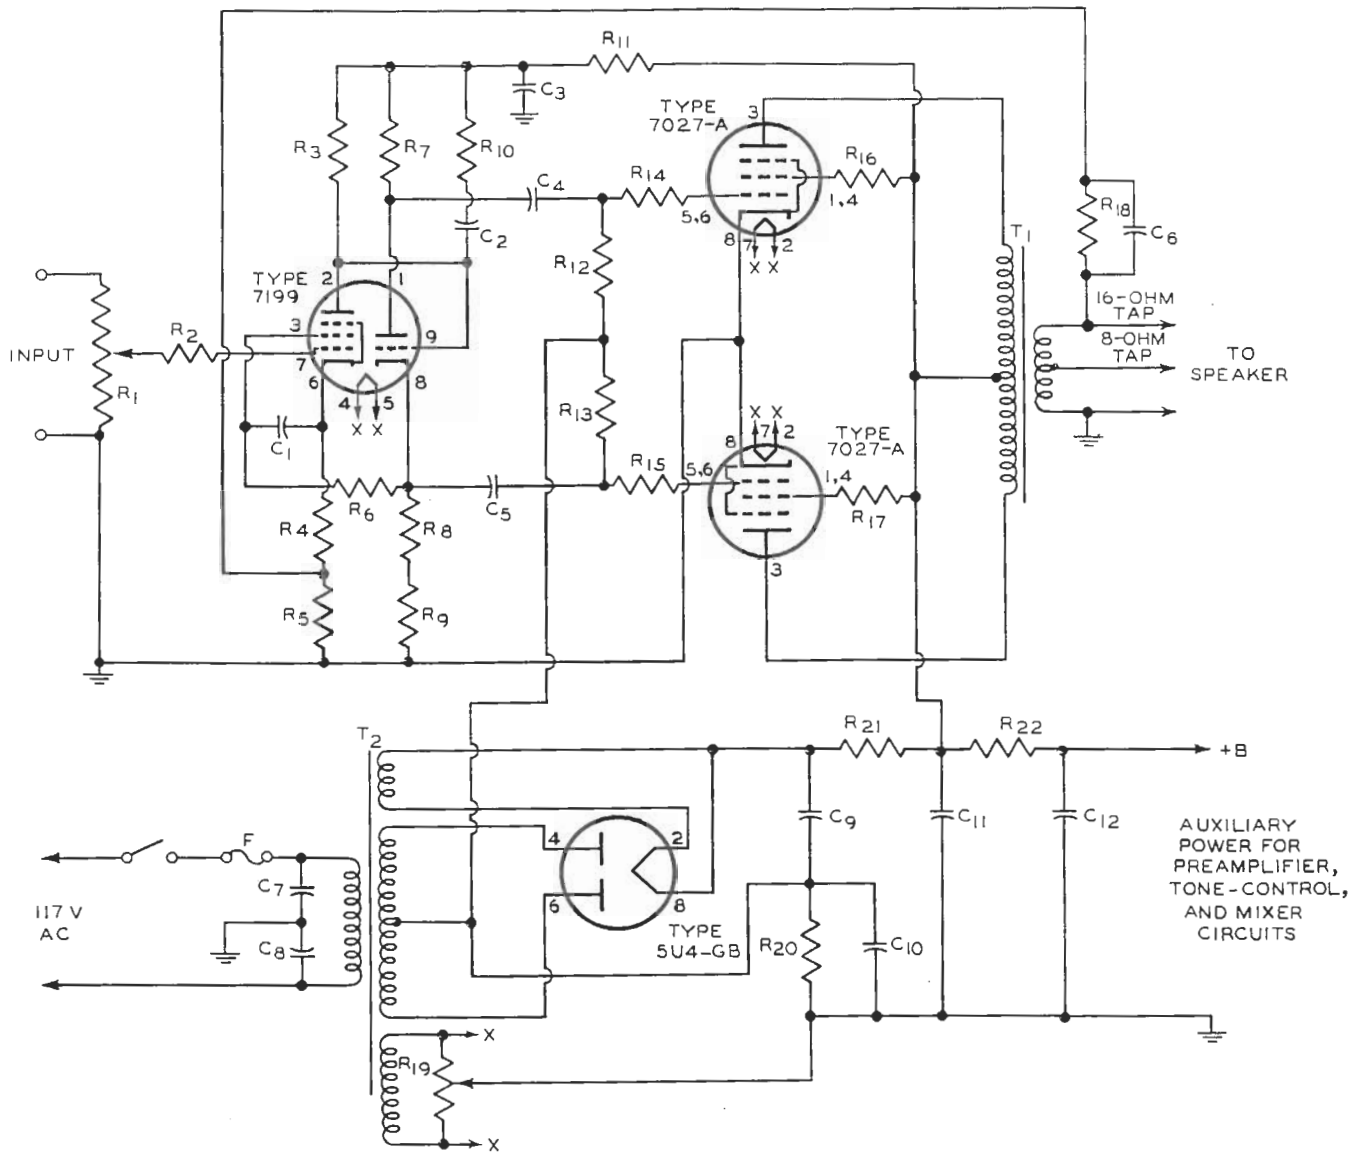 R11
C3
TYPE
7027-A
3
R3
R7
R10
C4
R14
R16
5,6
1,4
8
7
2
X X
R18
C6
C2
T1
R12
TYPE
7199
2
1
16-OHM
TAP
8-OHM
TAP
TO
SPEAKER
INPUT
R2
3
7
9
6
8
4
5
X X
R1
C1
R13
X X
8
7
2
TYPE
7027-A
R15
5,6
1,4
R6
C5
R17
R4
R8
3
R5
R9
T2
R21
R22
+B
4
2
C9
C11
C12
AUXILIARY
POWER FOR
PREAMPLIFIER,
TONE-CONTROL,
AND MIXER
CIRCUITS
F
C7
117 V
AC
6
8
TYPE
5U4-GB
C8
R20
C10
X
R19
X